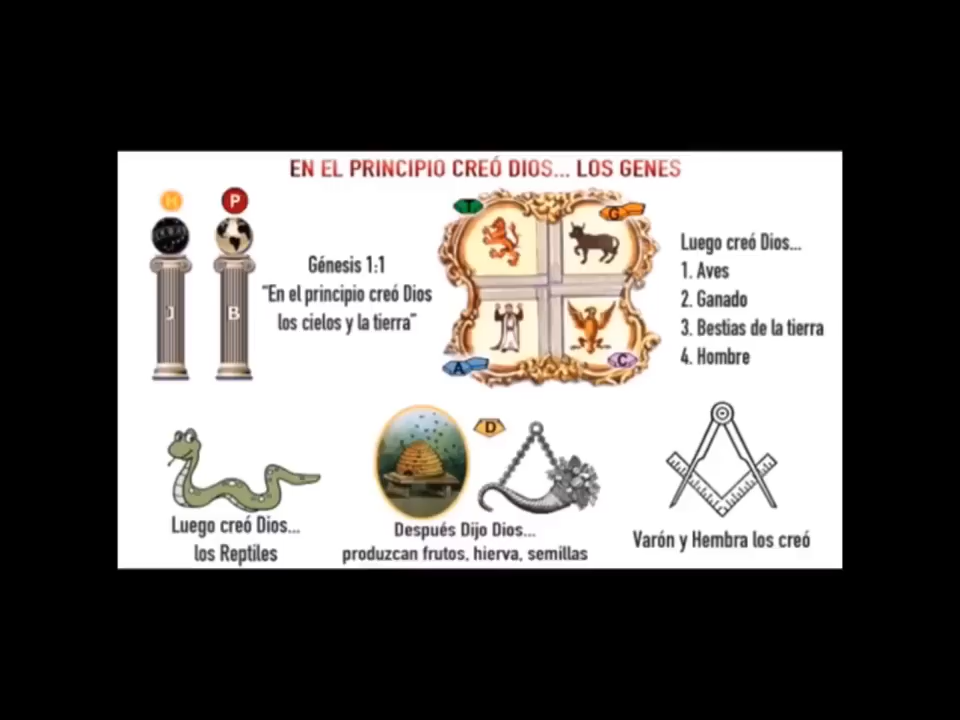 EN EL PRINCIPIO CREÓ DIOS... LOS GENES
H P
J B
Génesis 1:1
"En el principio creó Dios
los cielos y la tierra"
T G
A C
Luego creó Dios...
1. Aves
2. Ganado
3. Bestias de la tierra
4. Hombre
Luego creó Dios...
los Reptiles
D
Después Dijo Dios...
produzcan frutos, hierva, semillas
Varón y Hembra los creó